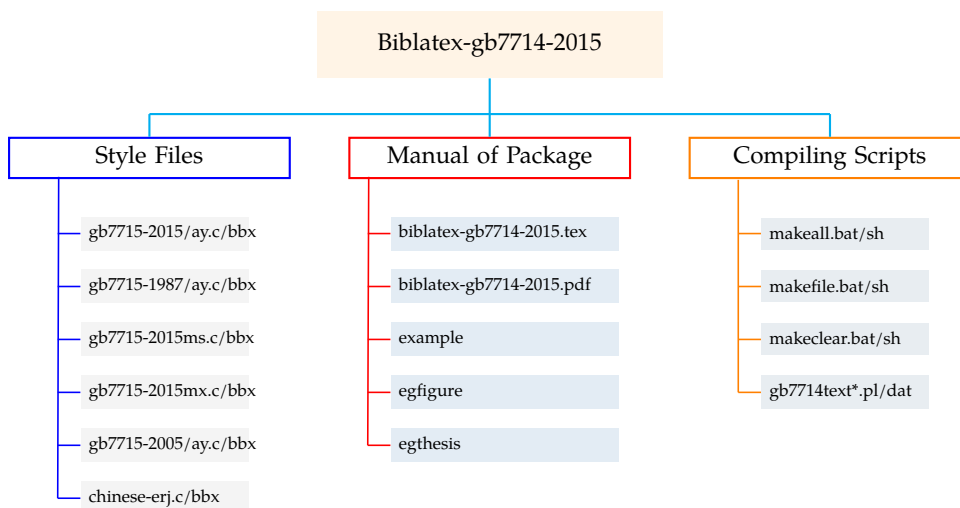 Biblatex-gb7714-2015
Style Files
gb7715-2015/ay.c/bbx
gb7715-1987/ay.c/bbx
gb7715-2015ms.c/bbx
gb7715-2015mx.c/bbx
gb7715-2005/ay.c/bbx
chinese-erj.c/bbx
Manual of Package
biblatex-gb7714-2015.tex
biblatex-gb7714-2015.pdf
example
egfigure
egthesis
Compiling Scripts
makeall.bat/sh
makefile.bat/sh
makeclear.bat/sh
gb7714text*.pl/dat